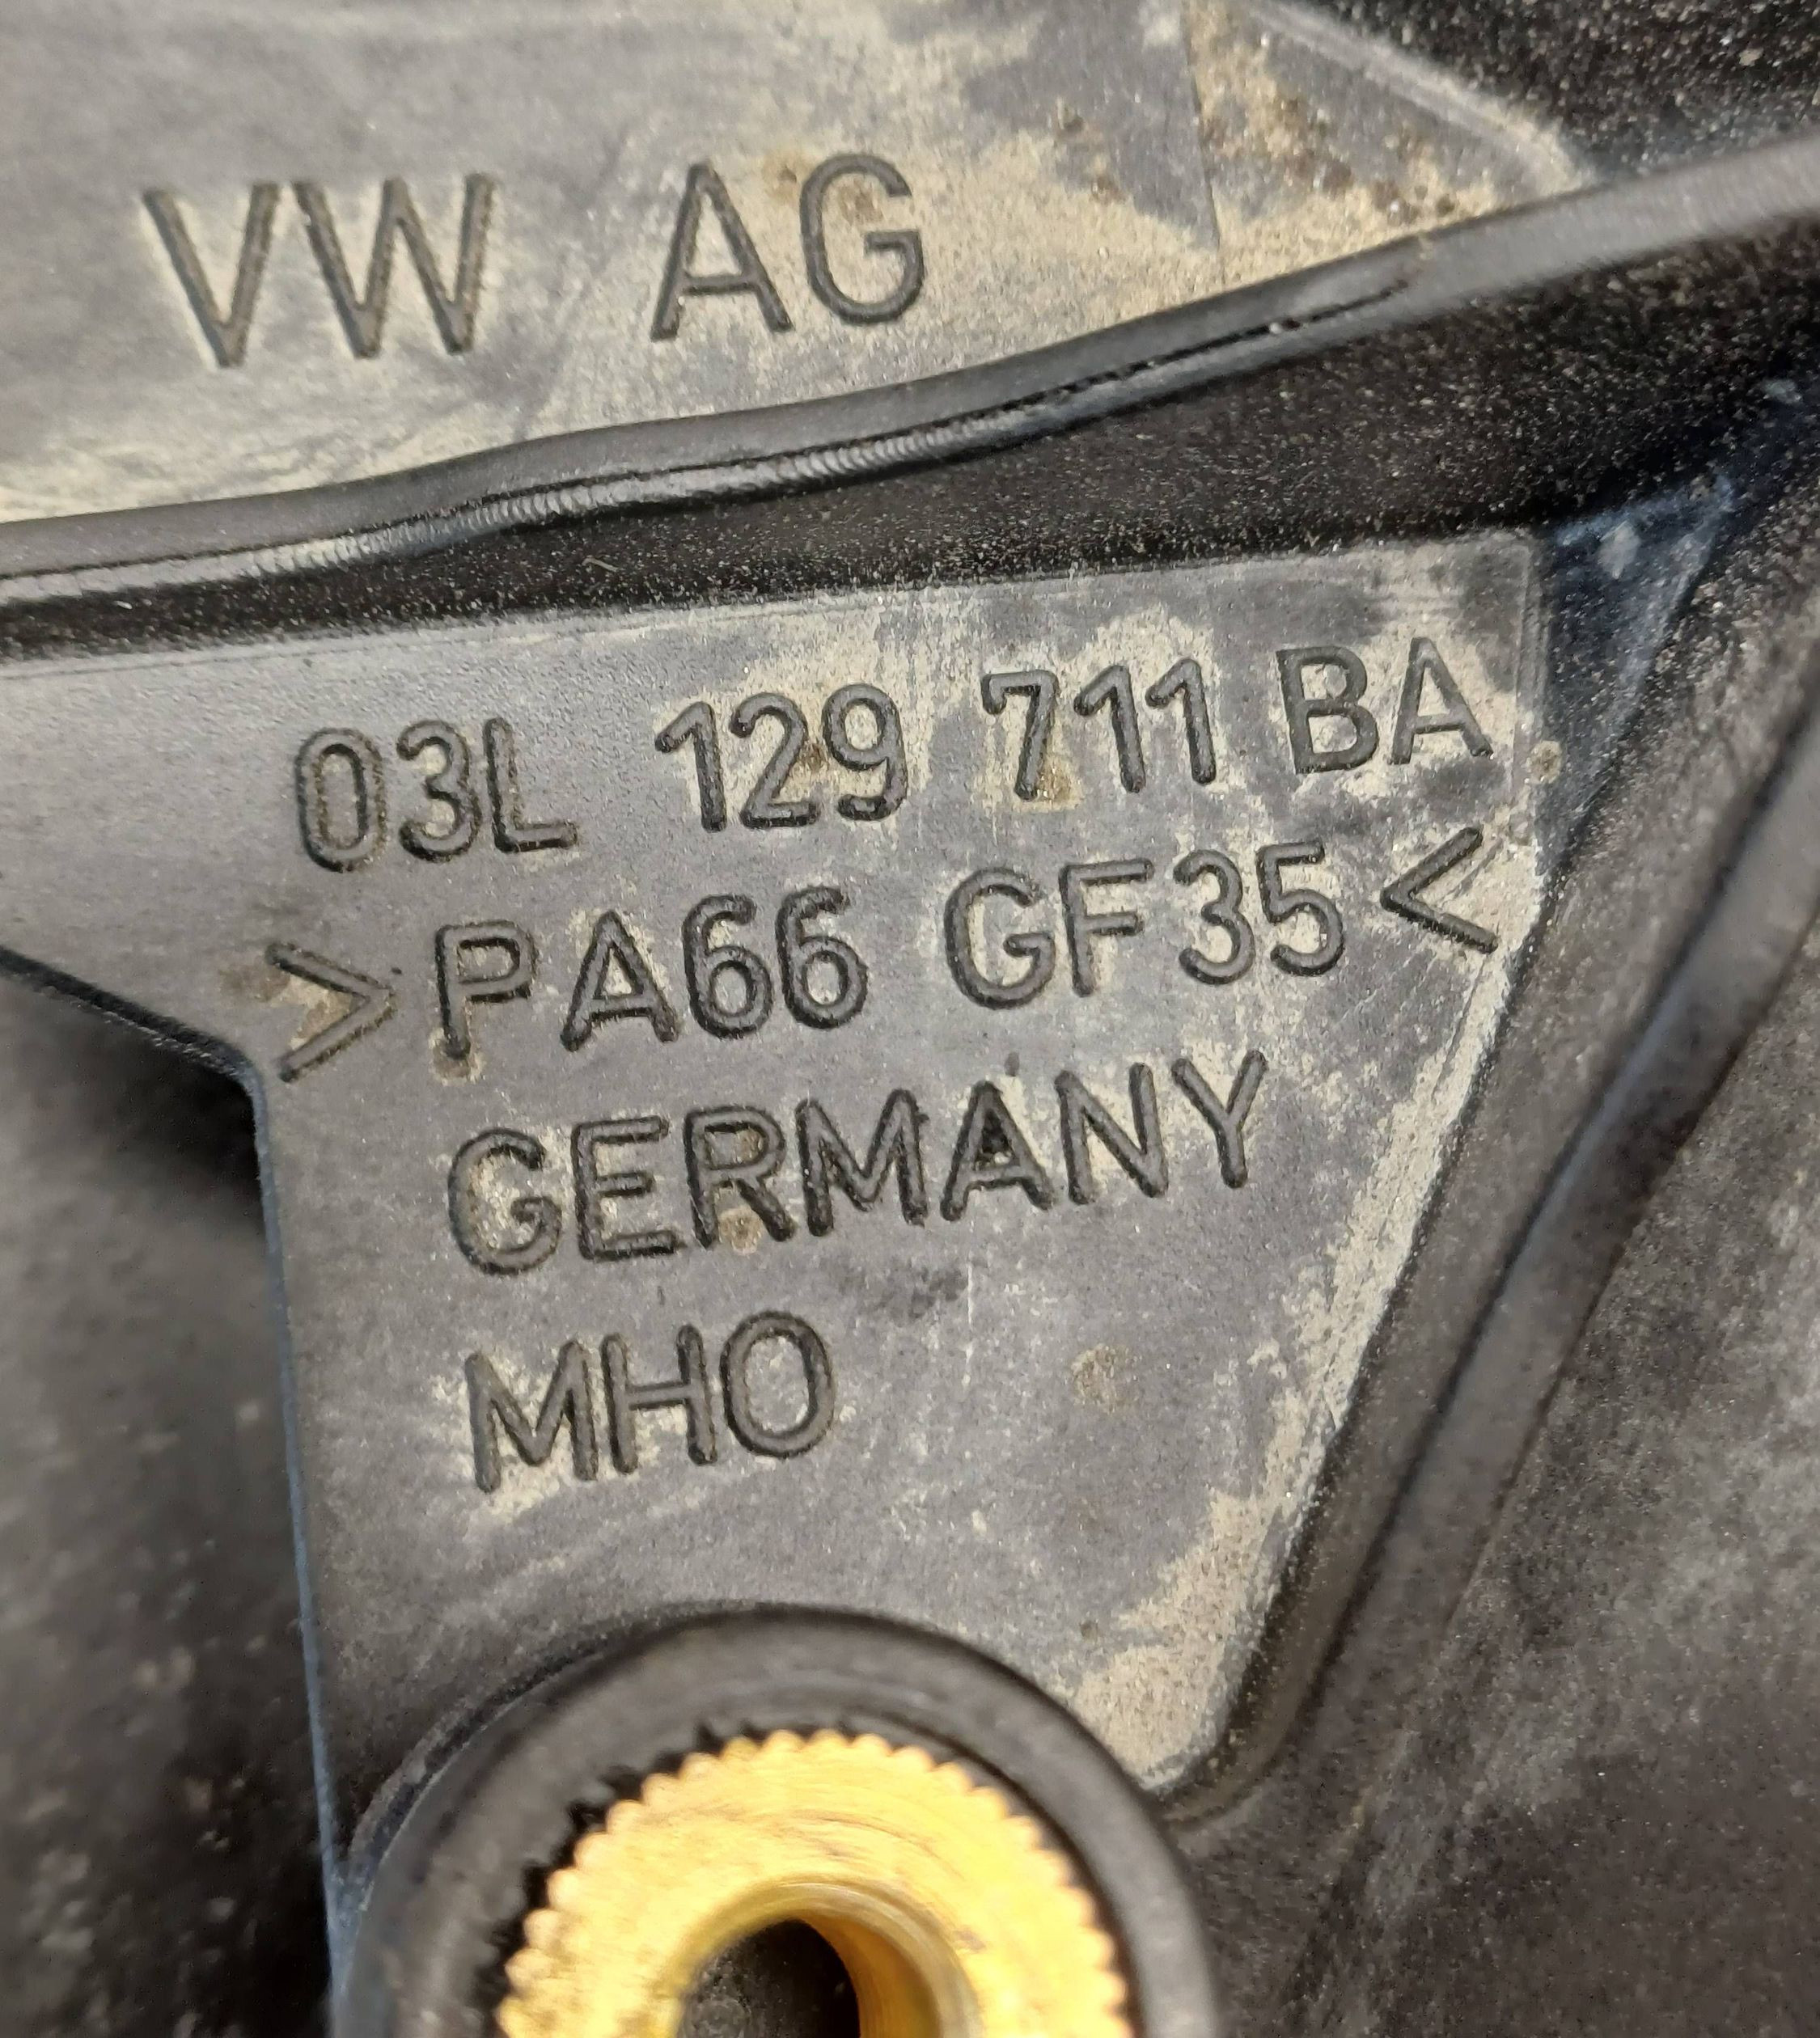 VW AG
03L 129 711 BA
>PA66 GF35<
GERMANY
MHO